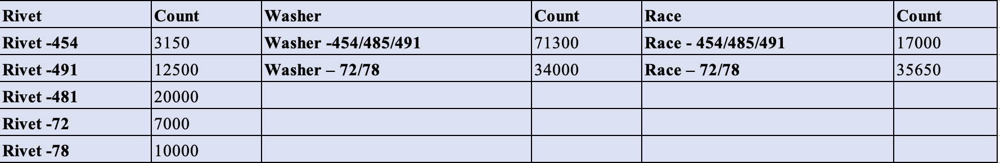 Rivet Count Washer Count Race Count
Rivet -454 3150 Washer -454/485/491 71300 Race - 454/485/491 17000
Rivet -491 12500 Washer – 72/78 34000 Race – 72/78 35650
Rivet -481 20000
Rivet -72 7000
Rivet -78 10000